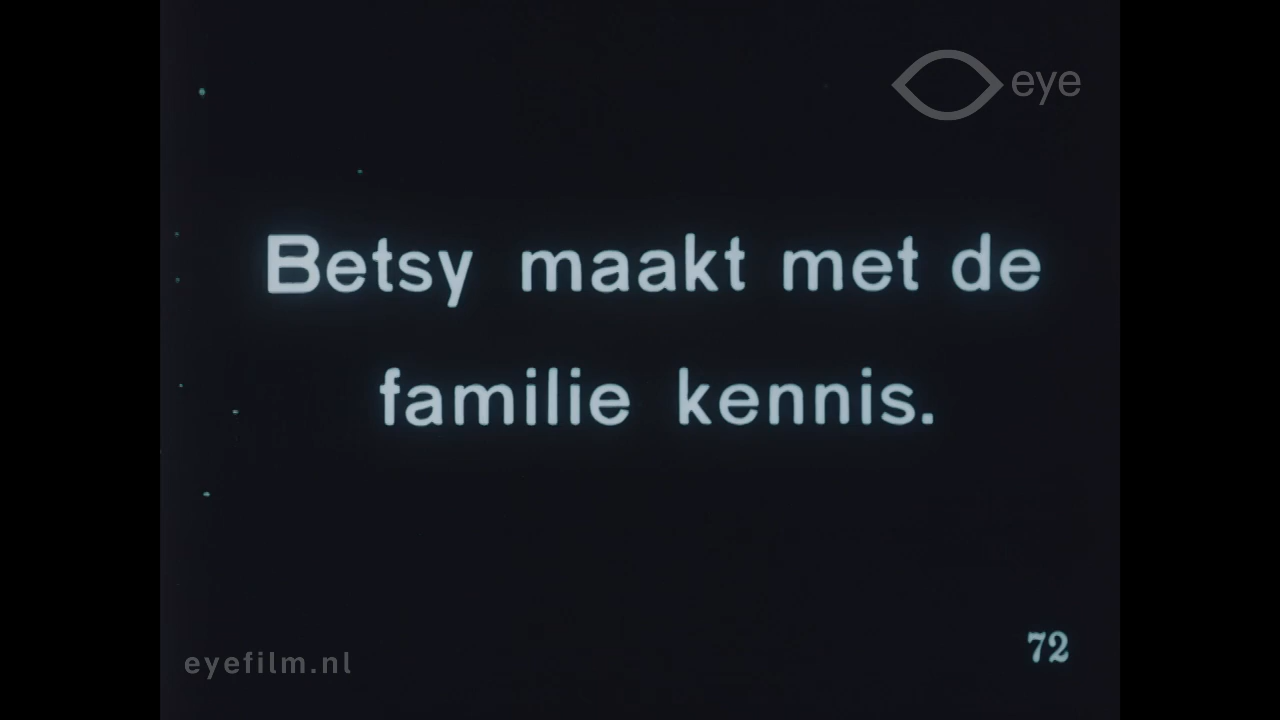 eye
Betsy maakt met de
familie kennis.
72
eyefilm.nl